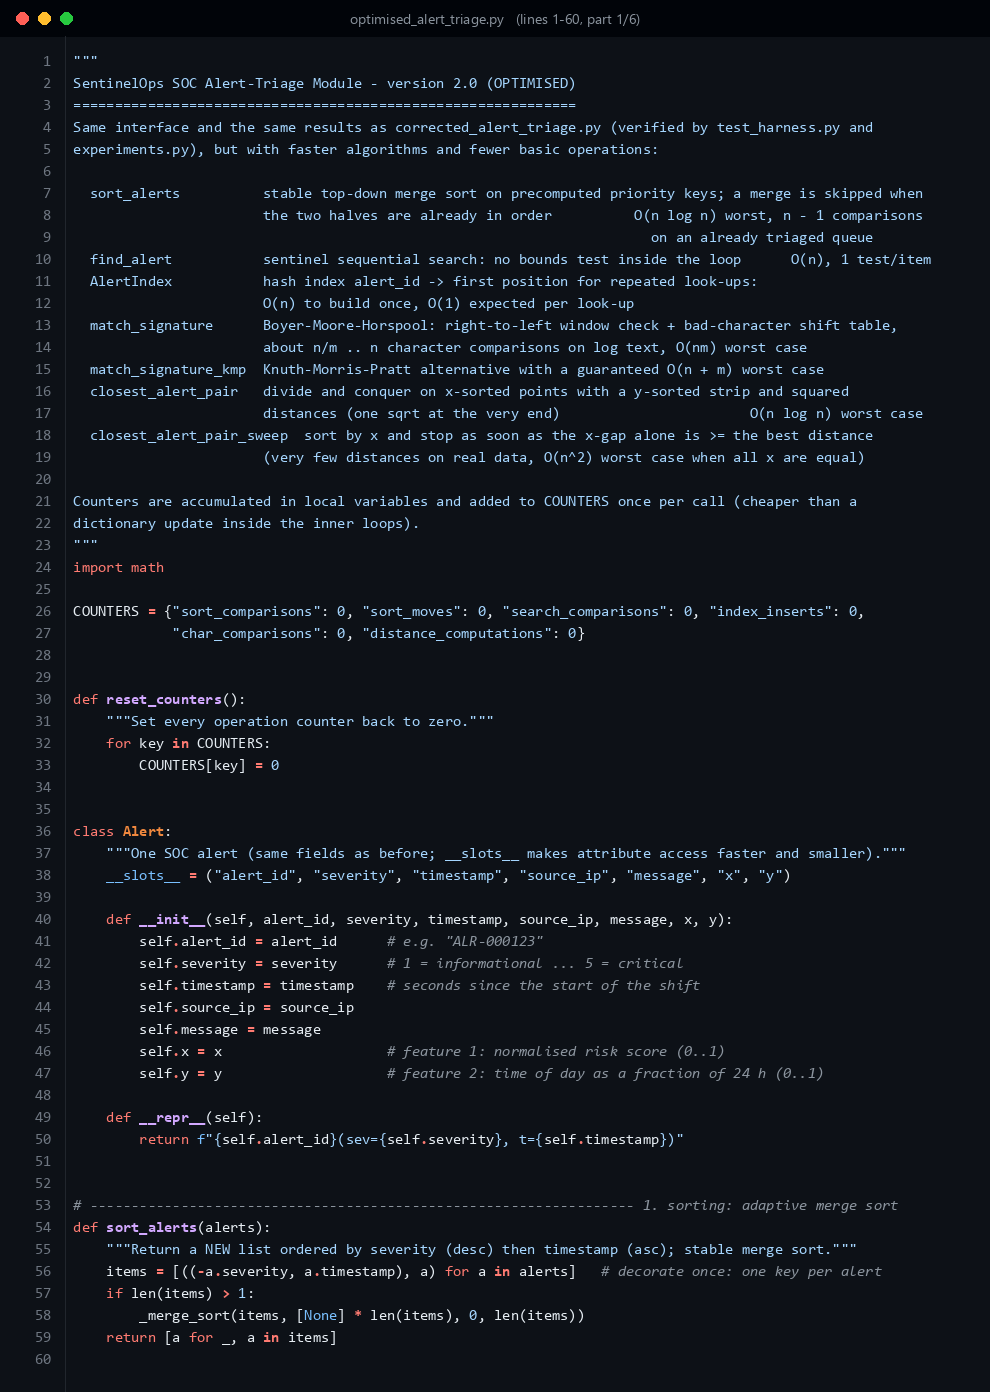 optimised_alert_triage.py   (lines 1-60, part 1/6)
1 """
2 SentinelOps SOC Alert-Triage Module - version 2.0 (OPTIMISED)
3 =============================================================
4 Same interface and the same results as corrected_alert_triage.py (verified by test_harness.py and
5 experiments.py), but with faster algorithms and fewer basic operations:
6
7   sort_alerts          stable top-down merge sort on precomputed priority keys; a merge is skipped when
8                        the two halves are already in order          O(n log n) worst, n - 1 comparisons
9                                                                       on an already triaged queue
10   find_alert           sentinel sequential search: no bounds test inside the loop      O(n), 1 test/item
11   AlertIndex           hash index alert_id -> first position for repeated look-ups:
12                        O(n) to build once, O(1) expected per look-up
13   match_signature      Boyer-Moore-Horspool: right-to-left window check + bad-character shift table,
14                        about n/m .. n character comparisons on log text, O(nm) worst case
15   match_signature_kmp  Knuth-Morris-Pratt alternative with a guaranteed O(n + m) worst case
16   closest_alert_pair   divide and conquer on x-sorted points with a y-sorted strip and squared
17                        distances (one sqrt at the very end)                       O(n log n) worst case
18   closest_alert_pair_sweep  sort by x and stop as soon as the x-gap alone is >= the best distance
19                        (very few distances on real data, O(n^2) worst case when all x are equal)
20
21 Counters are accumulated in local variables and added to COUNTERS once per call (cheaper than a
22 dictionary update inside the inner loops).
23 """
24 import math
25
26 COUNTERS = {"sort_comparisons": 0, "sort_moves": 0, "search_comparisons": 0, "index_inserts": 0,
27             "char_comparisons": 0, "distance_computations": 0}
28
29
30 def reset_counters():
31     """Set every operation counter back to zero."""
32     for key in COUNTERS:
33         COUNTERS[key] = 0
34
35
36 class Alert:
37     """One SOC alert (same fields as before; __slots__ makes attribute access faster and smaller)."""
38     __slots__ = ("alert_id", "severity", "timestamp", "source_ip", "message", "x", "y")
39
40     def __init__(self, alert_id, severity, timestamp, source_ip, message, x, y):
41         self.alert_id = alert_id      # e.g. "ALR-000123"
42         self.severity = severity      # 1 = informational ... 5 = critical
43         self.timestamp = timestamp    # seconds since the start of the shift
44         self.source_ip = source_ip
45         self.message = message
46         self.x = x                    # feature 1: normalised risk score (0..1)
47         self.y = y                    # feature 2: time of day as a fraction of 24 h (0..1)
48
49     def __repr__(self):
50         return f"{self.alert_id}(sev={self.severity}, t={self.timestamp})"
51
52
53 # ------------------------------------------------------------------ 1. sorting: adaptive merge sort
54 def sort_alerts(alerts):
55     """Return a NEW list ordered by severity (desc) then timestamp (asc); stable merge sort."""
56     items = [((-a.severity, a.timestamp), a) for a in alerts]   # decorate once: one key per alert
57     if len(items) > 1:
58         _merge_sort(items, [None] * len(items), 0, len(items))
59     return [a for _, a in items]
60